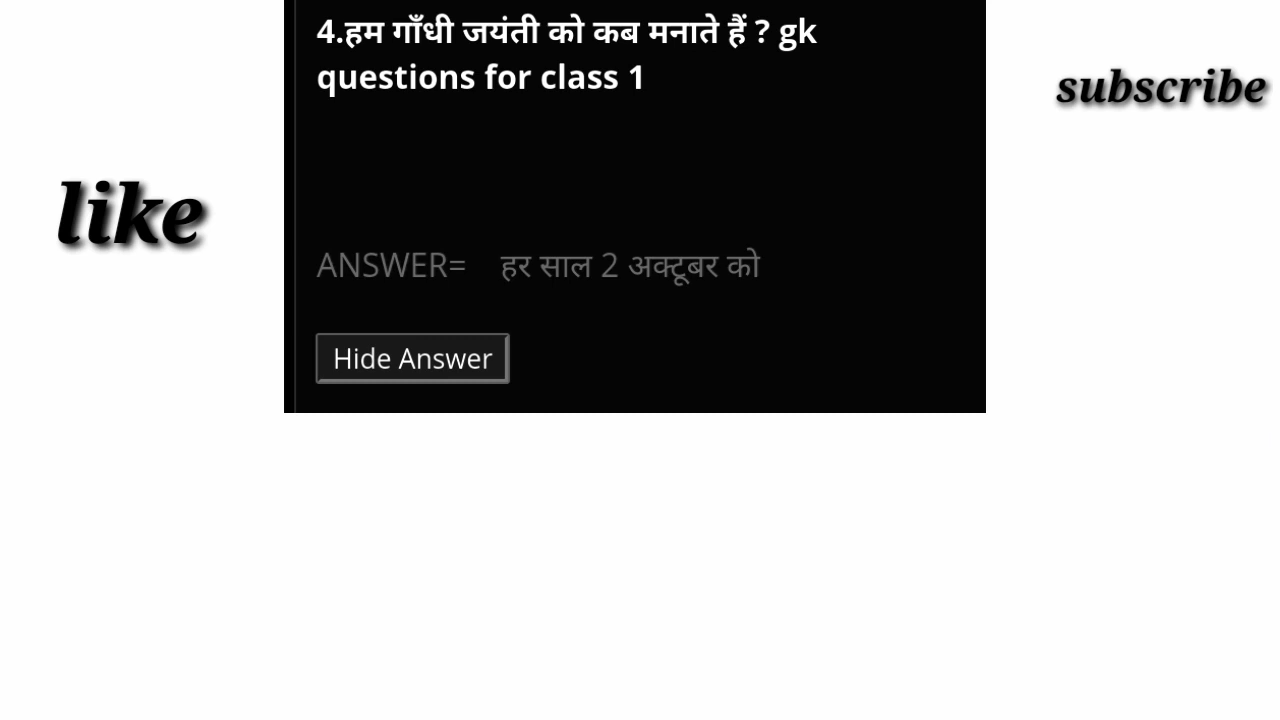 4.हम गाँधी जयंती को कब मनाते हैं ? gk
questions for class 1
subscribe
like
ANSWER= हर साल 2 अक्टूबर को
Hide Answer